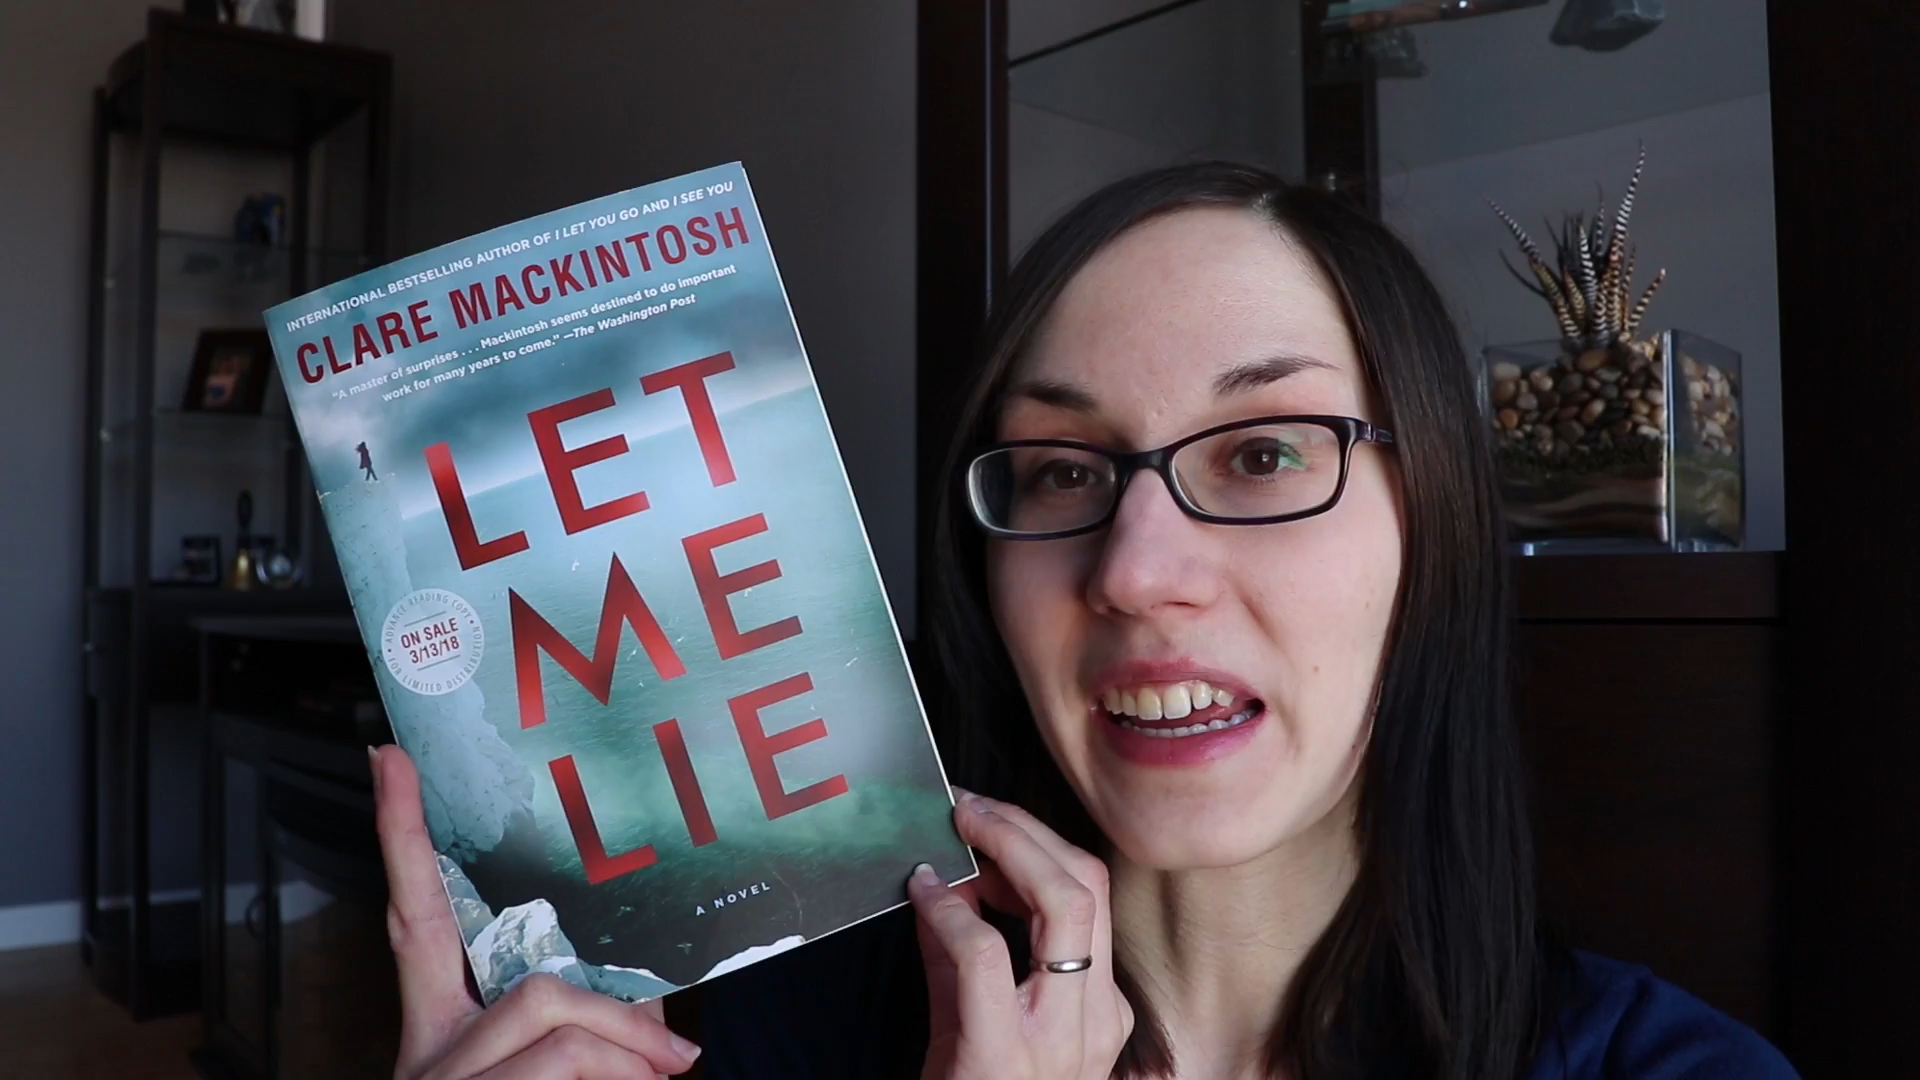 INTERNATIONAL BESTSELLING AUTHOR OF I LET YOU GO AND I SEE YOU
CLARE MACKINTOSH
“A master of surprises . . . Mackintosh seems destined to do important
work for many years to come.” —The Washington Post
LET
ME
LIE
ADVANCE READING COPY
ON SALE
3/13/18
FOR LIMITED DISTRIBUTION
A NOVEL